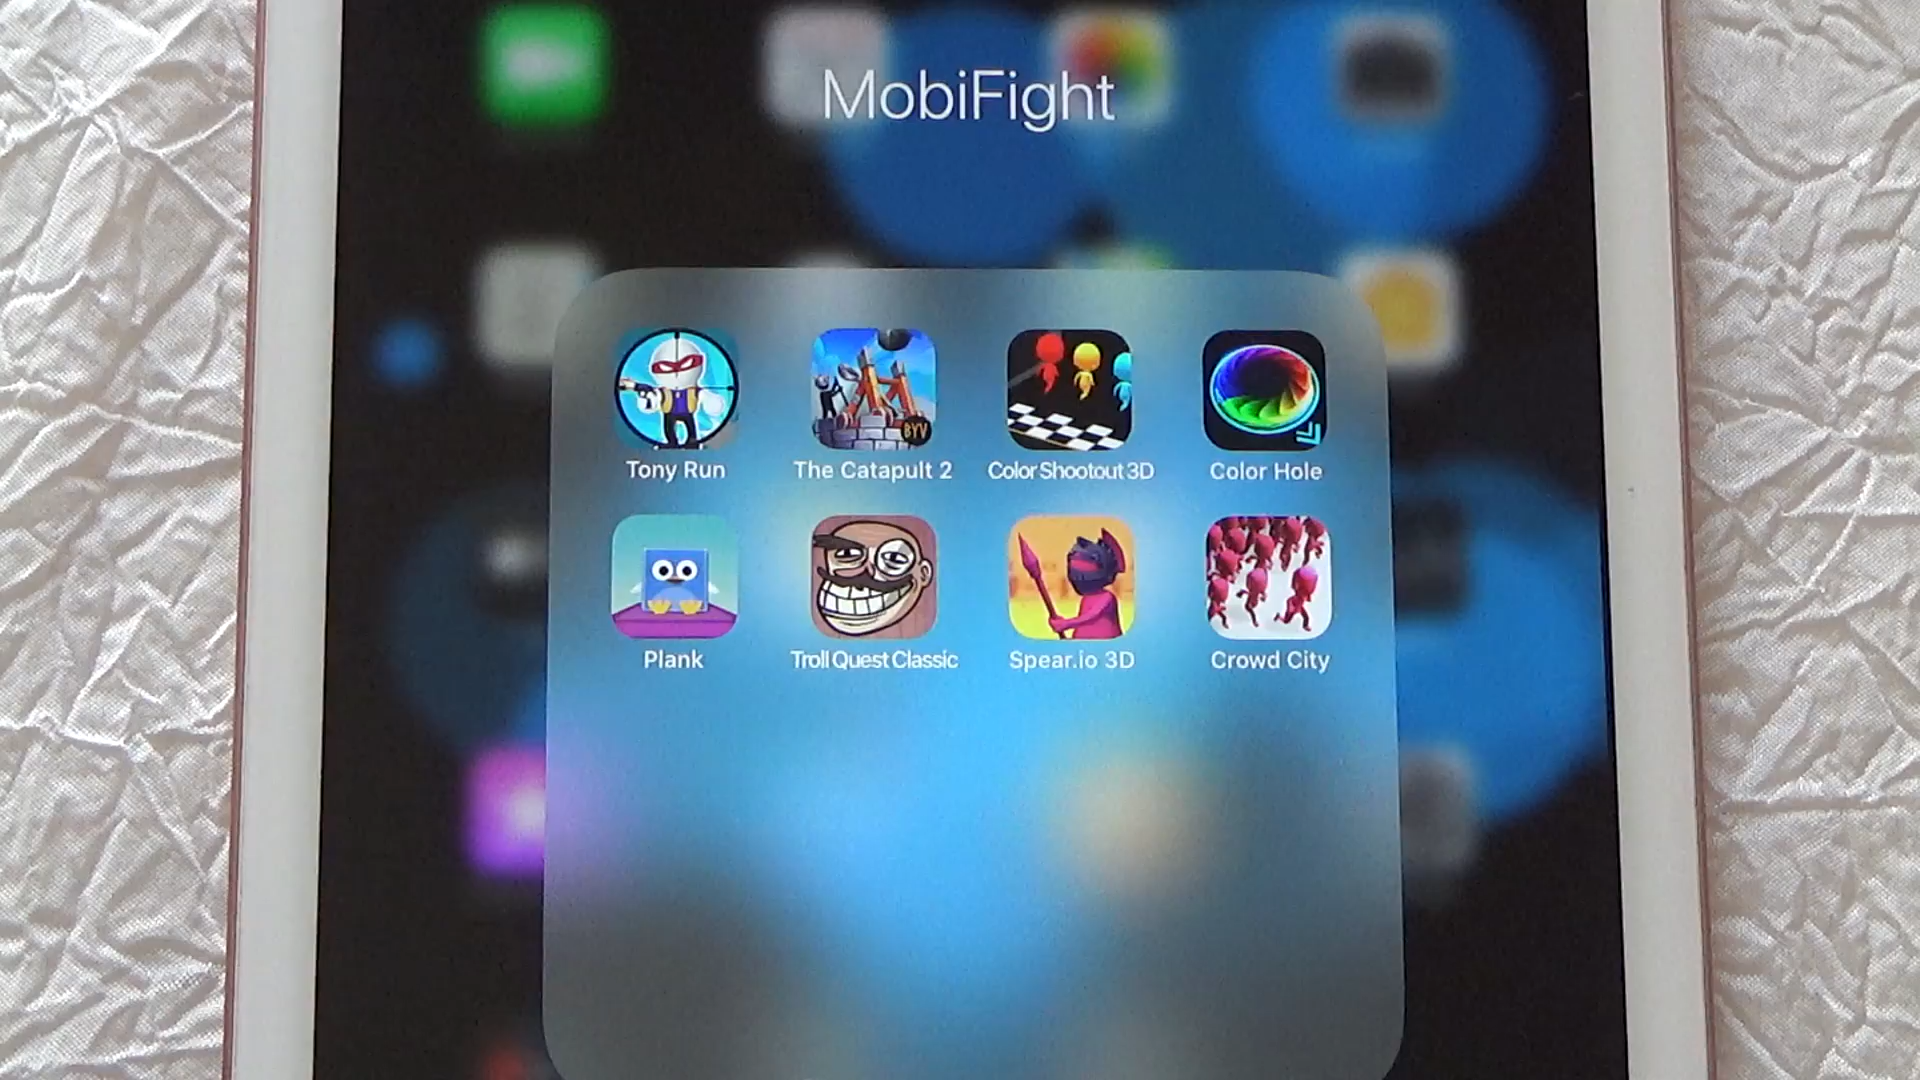 MobiFight
Tony Run
The Catapult 2
Color Shootout 3D
Color Hole
BYV
Plank
Troll Quest Classic
Spear.io 3D
Crowd City